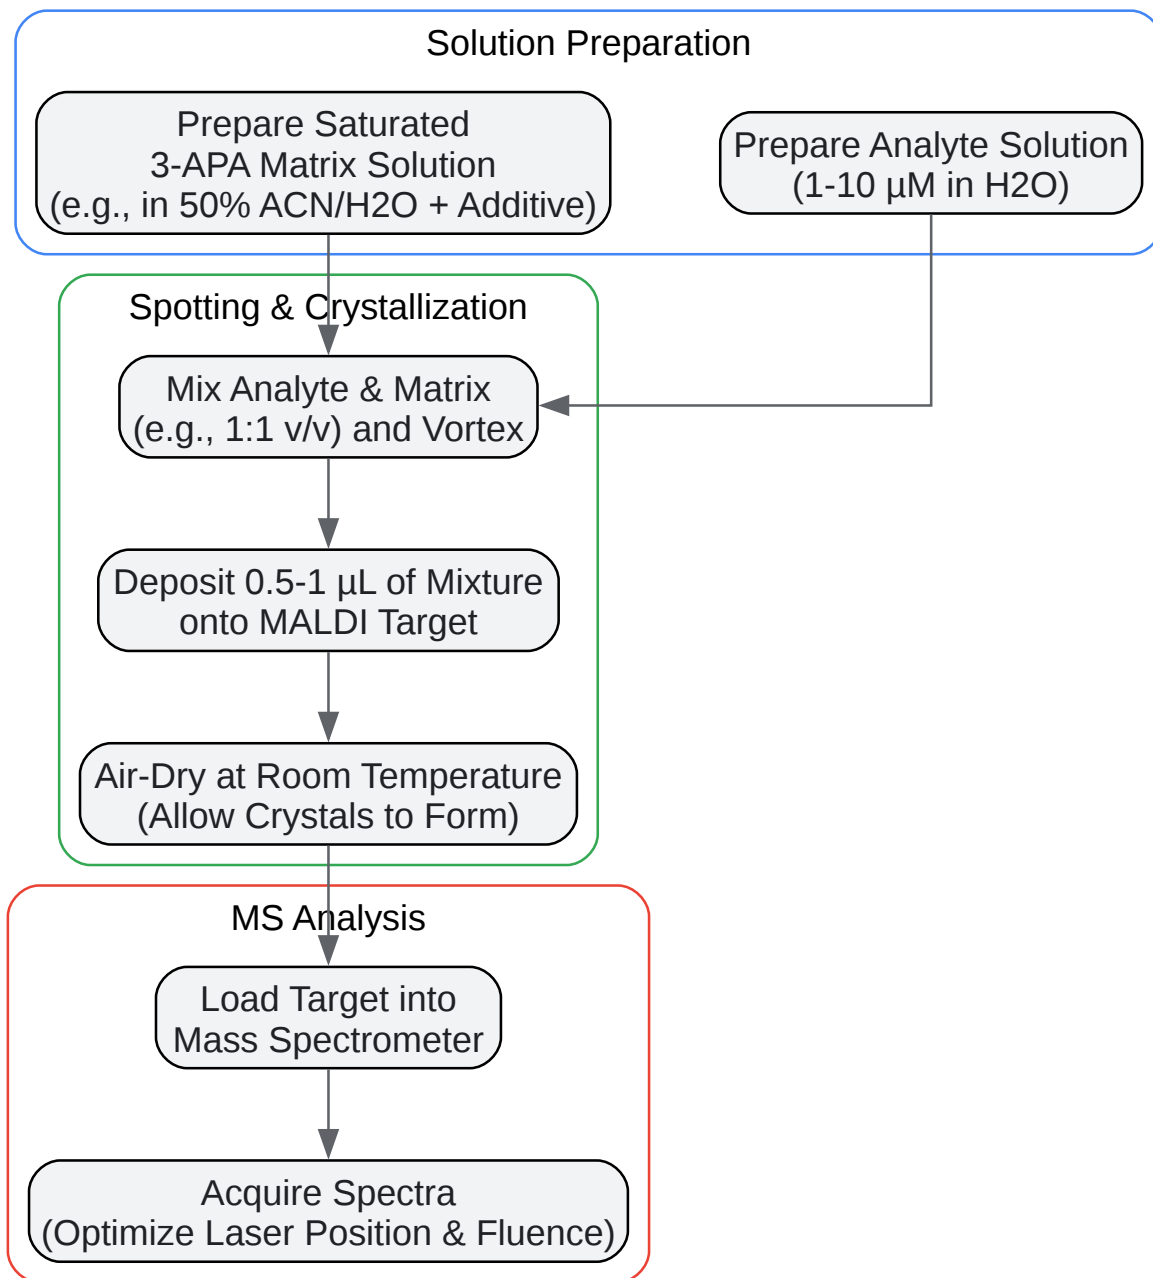 Solution Preparation
Prepare Saturated
3-APA Matrix Solution
(e.g., in 50% ACN/H2O + Additive)
Prepare Analyte Solution
(1-10 µM in H2O)
Spotting & Crystallization
Mix Analyte & Matrix
(e.g., 1:1 v/v) and Vortex
Deposit 0.5-1 µL of Mixture
onto MALDI Target
Air-Dry at Room Temperature
(Allow Crystals to Form)
MS Analysis
Load Target into
Mass Spectrometer
Acquire Spectra
(Optimize Laser Position & Fluence)